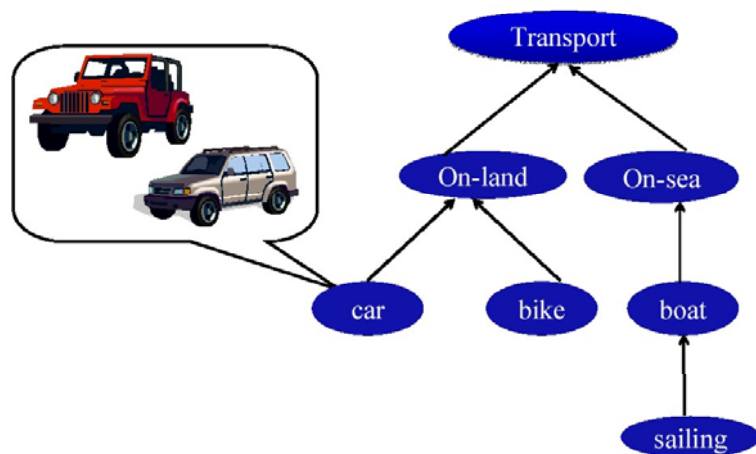 Transport
On-land
On-sea
car
bike
boat
sailing